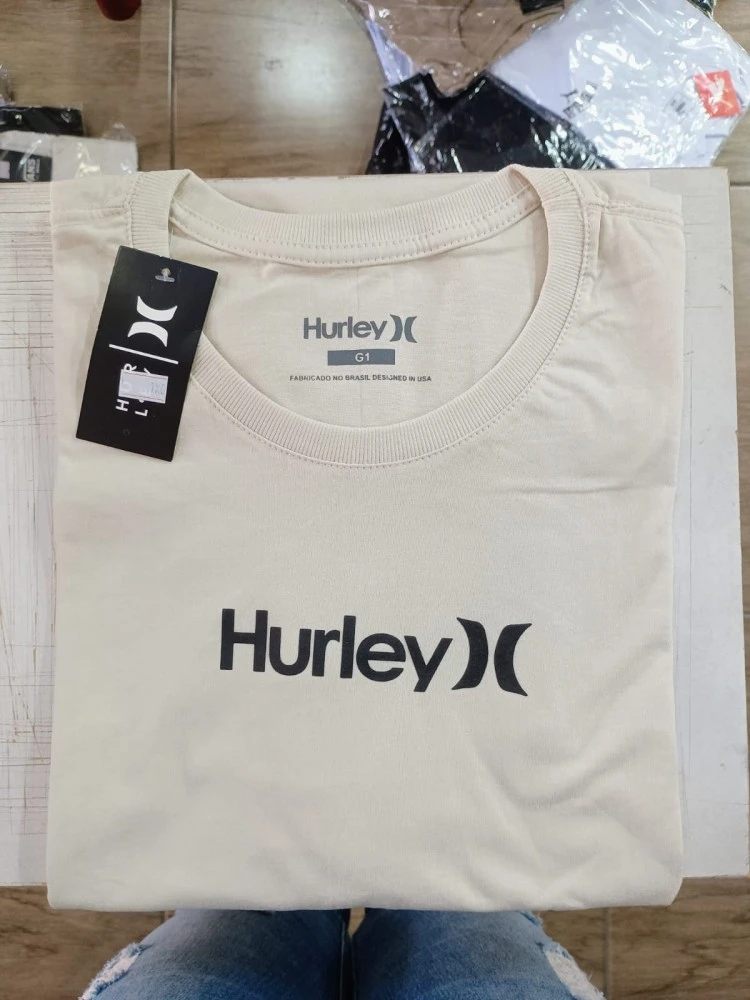 Hurley
G1
FABRICADO NO BRASIL DESIGNED IN USA
Hurley